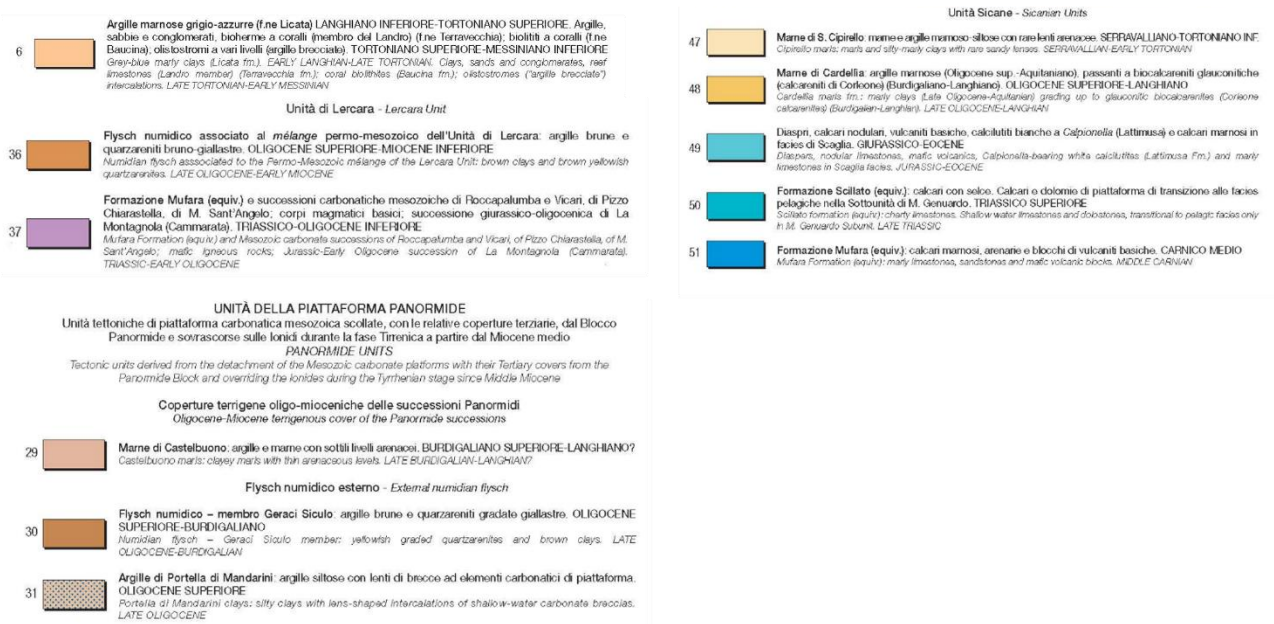 6
Argille marnose grigio-azzurre (f.ne Licata) LANGHIANO INFERIORE-TORTONIANO SUPERIORE. Argille,
sabbie e conglomerati, bioherme a coralli (membro del Landro) (f.ne Terravecchia); biolititi a coralli (f.ne
Baucina); olistostromi a vari livelli (argille brecciate). TORTONIANO SUPERIORE-MESSINIANO INFERIORE
Grey-blue marly clays (Licata fm.). EARLY LANGHIAN-LATE TORTONIAN. Clays, sands and conglomerates, reef
limestones (Landro member) (Terravecchia fm.); coral biolithites (Baucina fm.); olistostromes ("argille brecciate")
intercalations. LATE TORTONIAN-EARLY MESSINIAN
Unità di Lercara - Lercara Unit
36
Flysch numidico associato al mélange permo-mesozoico dell'Unità di Lercara: argille brune e
quarzareniti bruno-giallastre. OLIGOCENE SUPERIORE-MIOCENE INFERIORE
Numidian flysch asssociated to the Permo-Mesozoic mélange of the Lercara Unit: brown clays and brown yellowish
quartzarenites. LATE OLIGOCENE-EARLY MIOCENE
37
Formazione Mufara (equiv.) e successioni carbonatiche mesozoiche di Roccapalumba e Vicari, di Pizzo
Chiarastella, di M. Sant'Angelo; corpi magmatici basici; successione giurassico-oligocenica di La
Montagnola (Cammarata). TRIASSICO-OLIGOCENE INFERIORE
Mufara Formation (equiv.) and Mesozoic carbonate successions of Roccapalumba and Vicari, of Pizzo Chiarastella, of M.
Sant'Angelo; mafic igneous rocks; Jurassic-Early Oligocene succession of La Montagnola (Cammarata).
TRIASSIC-EARLY OLIGOCENE
Unità Sicane - Sicanian Units
47
Marne di S. Cipirello: marne e argille marnoso-siltose con rare lenti arenacee. SERRAVALLIANO-TORTONIANO INF.
Cipirello marls: marls and silty-marly clays with rare sandy lenses. SERRAVALLIAN-EARLY TORTONIAN
48
Marne di Cardellia: argille marnose (Oligocene sup.-Aquitaniano), passanti a biocalcareniti glauconitiche
(calcareniti di Corleone) (Burdigaliano-Langhiano). OLIGOCENE SUPERIORE-LANGHIANO
Cardellia marls fm.: marly clays (Late Oligocene-Aquitanian) grading up to glauconitic biocalcarenites (Corleone
calcarenites) (Burdigalian-Langhian). LATE OLIGOCENE-LANGHIAN
49
Diaspri, calcari nodulari, vulcaniti basiche, calcilutiti bianche a Calpionella (Lattimusa) e calcari marnosi in
facies di Scaglia. GIURASSICO-EOCENE
Diaspers, nodular limestones, mafic volcanics, Calpionella-bearing white calcilutites (Lattimusa Fm.) and marly
limestones in Scaglia facies. JURASSIC-EOCENE
50
Formazione Scillato (equiv.): calcari con selce. Calcari e dolomie di piattaforma di transizione alle facies
pelagiche nella Sottounità di M. Genuardo. TRIASSICO SUPERIORE
Scillato formation (equiv.): cherty limestones. Shallow water limestones and dolostones, transitional to pelagic facies only
in M. Genuardo Subunit. LATE TRIASSIC
51
Formazione Mufara (equiv.): calcari marnosi, arenarie e blocchi di vulcaniti basiche. CARNICO MEDIO
Mufara Formation (equiv.): marly limestones, sandstones and mafic volcanic blocks. MIDDLE CARNIAN
UNITÀ DELLA PIATTAFORMA PANORMIDE
Unità tettoniche di piattaforma carbonatica mesozoica scollate, con le relative coperture terziarie, dal Blocco
Panormide e sovrascorse sulle Ionidi durante la fase Tirrenica a partire dal Miocene medio
PANORMIDE UNITS
Tectonic units derived from the detachment of the Mesozoic carbonate platforms with their Tertiary covers from the
Panormide Block and overriding the Ionides during the Tyrrhenian stage since Middle Miocene
Coperture terrigene oligo-mioceniche delle successioni Panormidi
Oligocene-Miocene terrigenous cover of the Panormide successions
29
Marne di Castelbuono: argille e marne con sottili livelli arenacei. BURDIGALIANO SUPERIORE-LANGHIANO?
Castelbuono marls: clayey marls with thin arenaceous levels. LATE BURDIGALIAN-LANGHIAN?
Flysch numidico esterno - External numidian flysch
30
Flysch numidico – membro Geraci Siculo: argille brune e quarzareniti gradate giallastre. OLIGOCENE
SUPERIORE-BURDIGALIANO
Numidian flysch – Geraci Siculo member: yellowish graded quartzarenites and brown clays. LATE
OLIGOCENE-BURDIGALIAN
31
Argille di Portella di Mandarini: argille siltose con lenti di brecce ad elementi carbonatici di piattaforma.
OLIGOCENE SUPERIORE
Portella di Mandarini clays: silty clays with lens-shaped intercalations of shallow-water carbonate breccias.
LATE OLIGOCENE